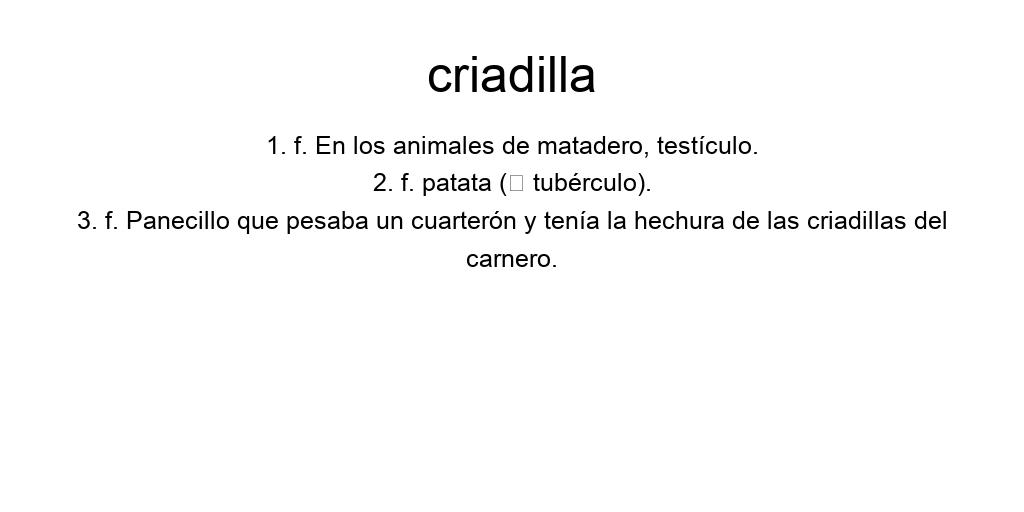 criadilla
1. f. En los animales de matadero, testículo.
2. f. patata (□ tubérculo).
3. f. Panecillo que pesaba un cuarterón y tenía la hechura de las criadillas del
carnero.